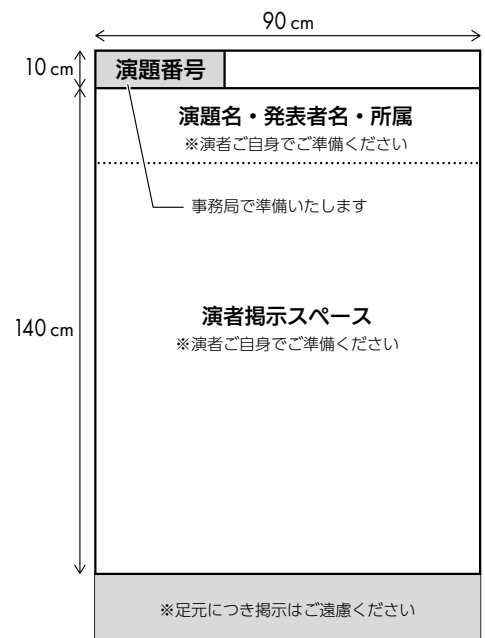 90 cm
10 cm
演題番号
演題名・発表者名・所属
※演者ご自身でご準備ください
事務局で準備いたします
140 cm
演者掲示スペース
※演者ご自身でご準備ください
※足元につき掲示はご遠慮ください